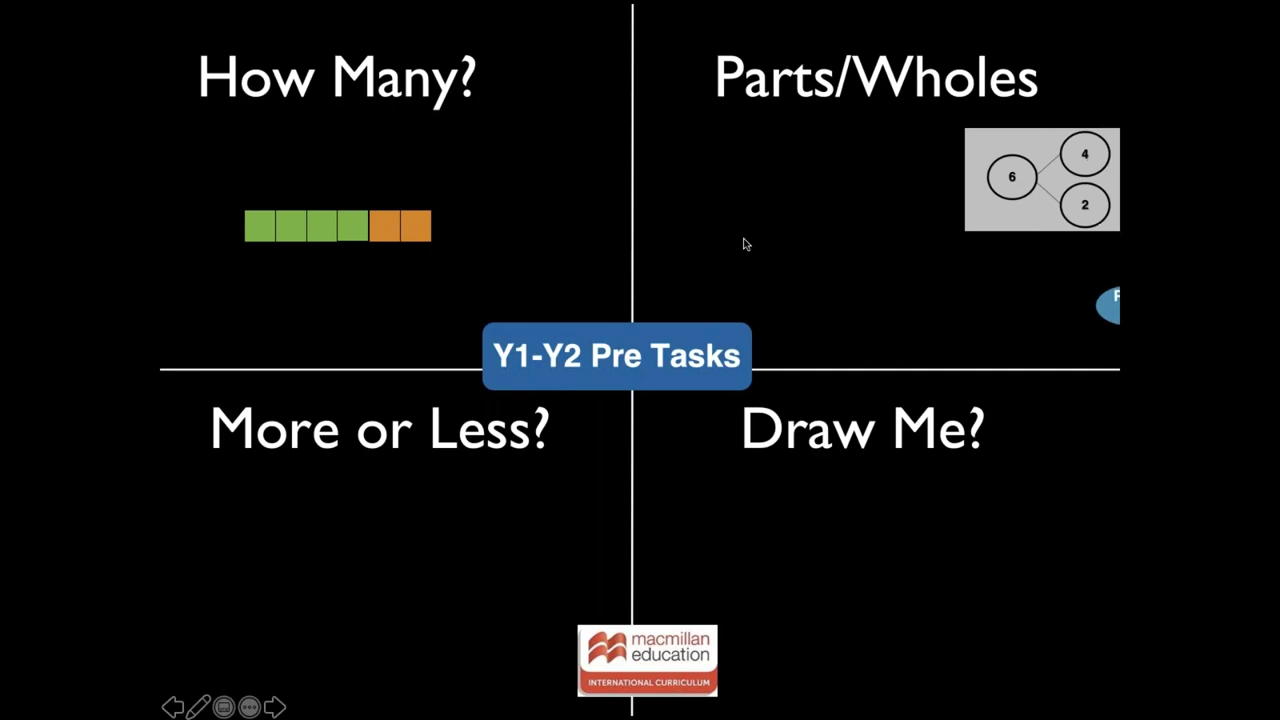 How Many?
Parts/Wholes
6
4
2
Y1-Y2 Pre Tasks
More or Less?
Draw Me?
macmillan
education
INTERNATIONAL CURRICULUM